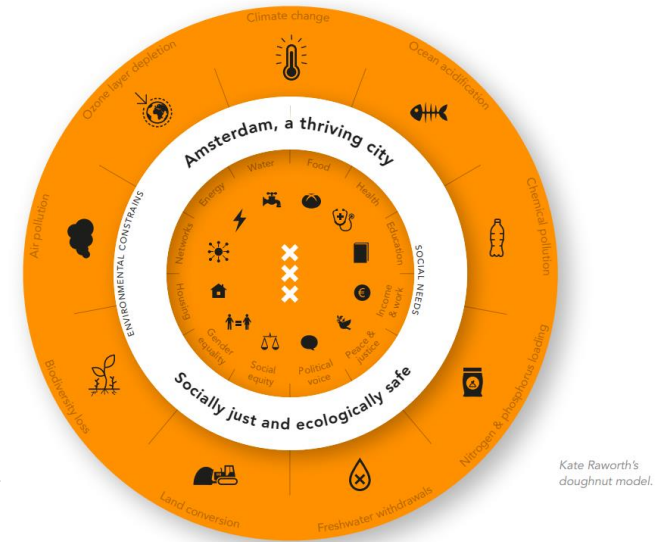 Climate change
Ocean acidification
Chemical pollution
Nitrogen & phosphorus loading
Freshwater withdrawals
Land conversion
Biodiversity loss
Air pollution
Ozone layer depletion
Amsterdam, a thriving city
SOCIAL NEEDS
Socially just and ecologically safe
ENVIRONMENTAL CONSTRAINS
Water
Food
Health
Education
Income
& work
Peace &
justice
Political
voice
Social
equity
Gender
equality
Housing
Networks
Energy
Kate Raworth's
doughnut model.